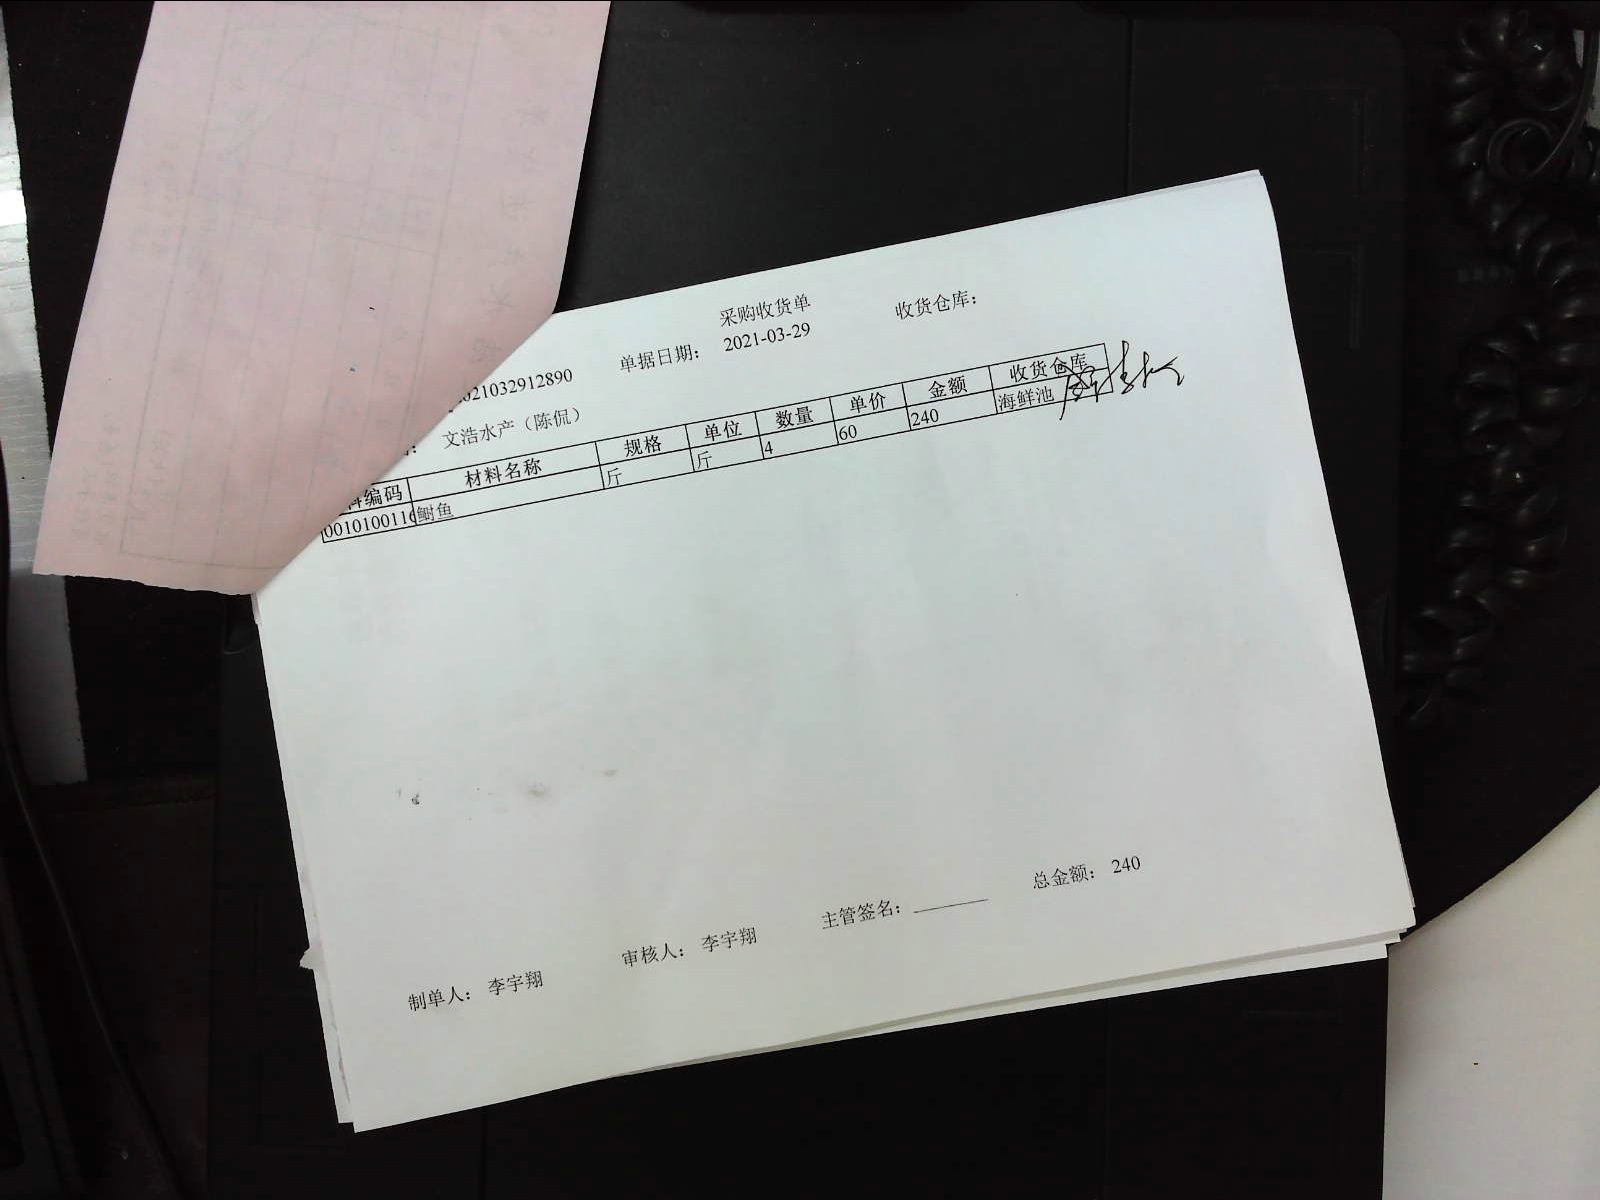 采购收货单
单据日期： 2021-03-29 收货仓库：
021032912890
文浩水产（陈侃）
料编码 材料名称 规格 单位 数量 单价 金额 收货仓库
0010100116 鲥鱼 斤 斤 4 60 240 海鲜池
总金额： 240
制单人： 李宇翔 审核人： 李宇翔 主管签名：